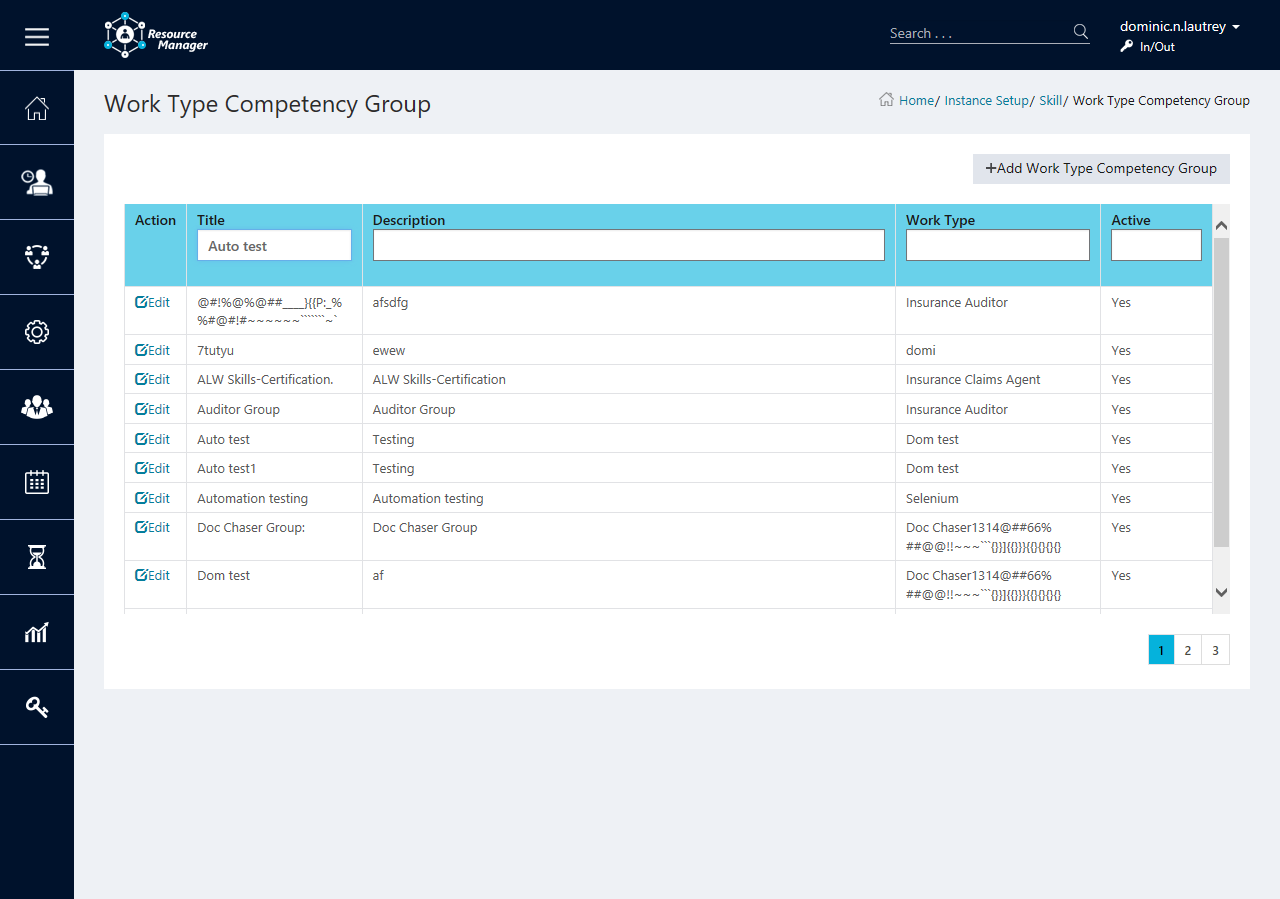 Resource
Manager
Search . . .
dominic.n.lautrey
In/Out
Work Type Competency Group
Home/ Instance Setup/ Skill/ Work Type Competency Group
+Add Work Type Competency Group
Action Title Description Work Type Active
Auto test
Edit @#!%@%@##____}{{P:_% afsdfg Insurance Auditor Yes
%#@#!#~~~~~~```````~`
Edit 7tutyu ewew domi Yes
Edit ALW Skills-Certification. ALW Skills-Certification Insurance Claims Agent Yes
Edit Auditor Group Auditor Group Insurance Auditor Yes
Edit Auto test Testing Dom test Yes
Edit Auto test1 Testing Dom test Yes
Edit Automation testing Automation testing Selenium Yes
Edit Doc Chaser Group: Doc Chaser Group Doc Chaser1314@##66% Yes
##@@!!~~~```{}}]{{}}}{{}{}{}{}
Edit Dom test af Doc Chaser1314@##66% Yes
##@@!!~~~```{}}]{{}}}{{}{}{}{}
1 2 3